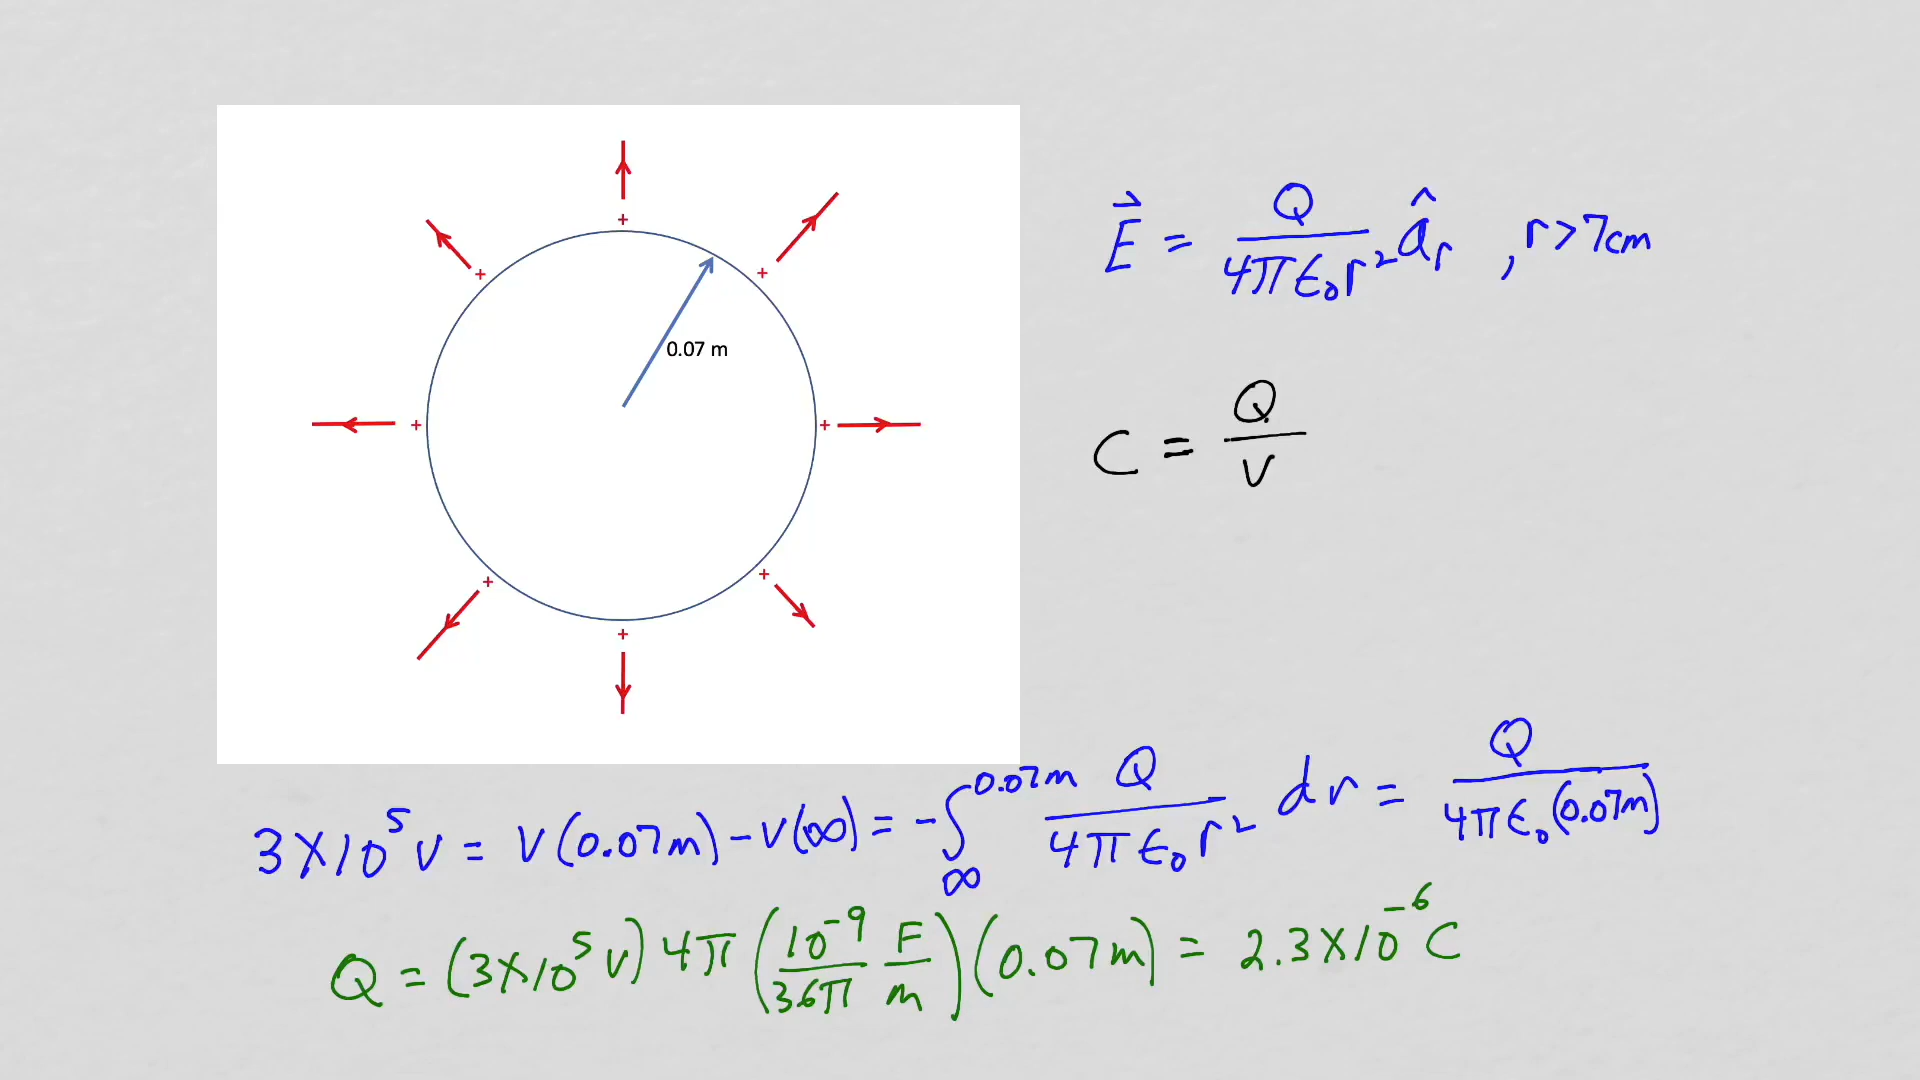 +
+ +
0.07 m
+ +
+ +
+
E⃗ = Q / (4πϵ₀r²) â_r , r>7cm
C = Q / V
3×10⁵ V = V(0.07m) - V(∞) = -∫_∞^0.07m Q / (4πϵ₀r²) dr = Q / (4πϵ₀(0.07m))
Q = (3×10⁵ V) 4π (10⁻⁹ / 36π F / m) (0.07m) = 2.3×10⁻⁶ C